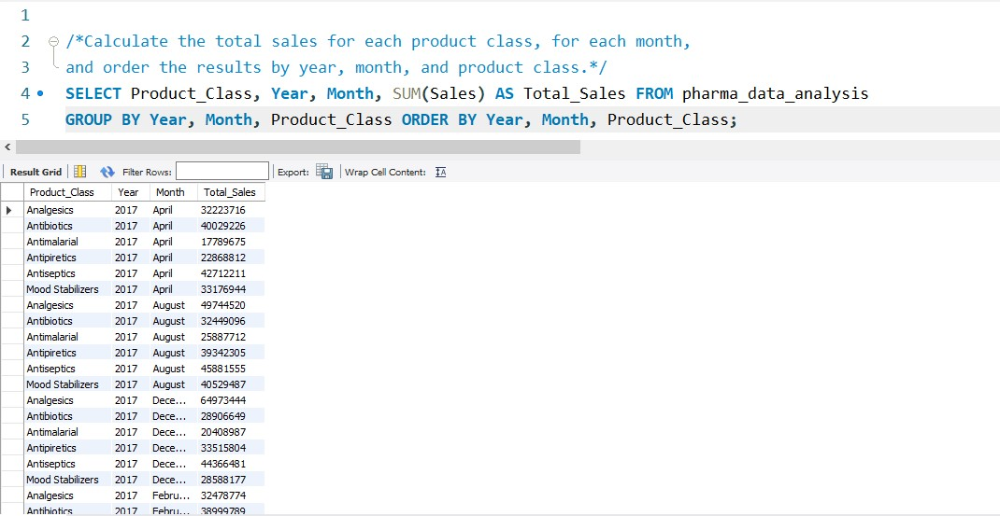 1
2 /*Calculate the total sales for each product class, for each month,
3 and order the results by year, month, and product class.*/
4 SELECT Product_Class, Year, Month, SUM(Sales) AS Total_Sales FROM pharma_data_analysis
5 GROUP BY Year, Month, Product_Class ORDER BY Year, Month, Product_Class;
Result Grid Filter Rows: Export: Wrap Cell Content:
Product_Class Year Month Total_Sales
Analgesics 2017 April 32223716
Antibiotics 2017 April 40029226
Antimalarial 2017 April 17789675
Antipiretics 2017 April 22868812
Antiseptics 2017 April 42712211
Mood Stabilizers 2017 April 33176944
Analgesics 2017 August 49744520
Antibiotics 2017 August 32449096
Antimalarial 2017 August 25887712
Antipiretics 2017 August 39342305
Antiseptics 2017 August 45881555
Mood Stabilizers 2017 August 40529487
Analgesics 2017 Dece... 64973444
Antibiotics 2017 Dece... 28906649
Antimalarial 2017 Dece... 20408987
Antipiretics 2017 Dece... 33515804
Antiseptics 2017 Dece... 44366481
Mood Stabilizers 2017 Dece... 28588177
Analgesics 2017 Febru... 32478774
Antibiotics 2017 Febru... 38999789